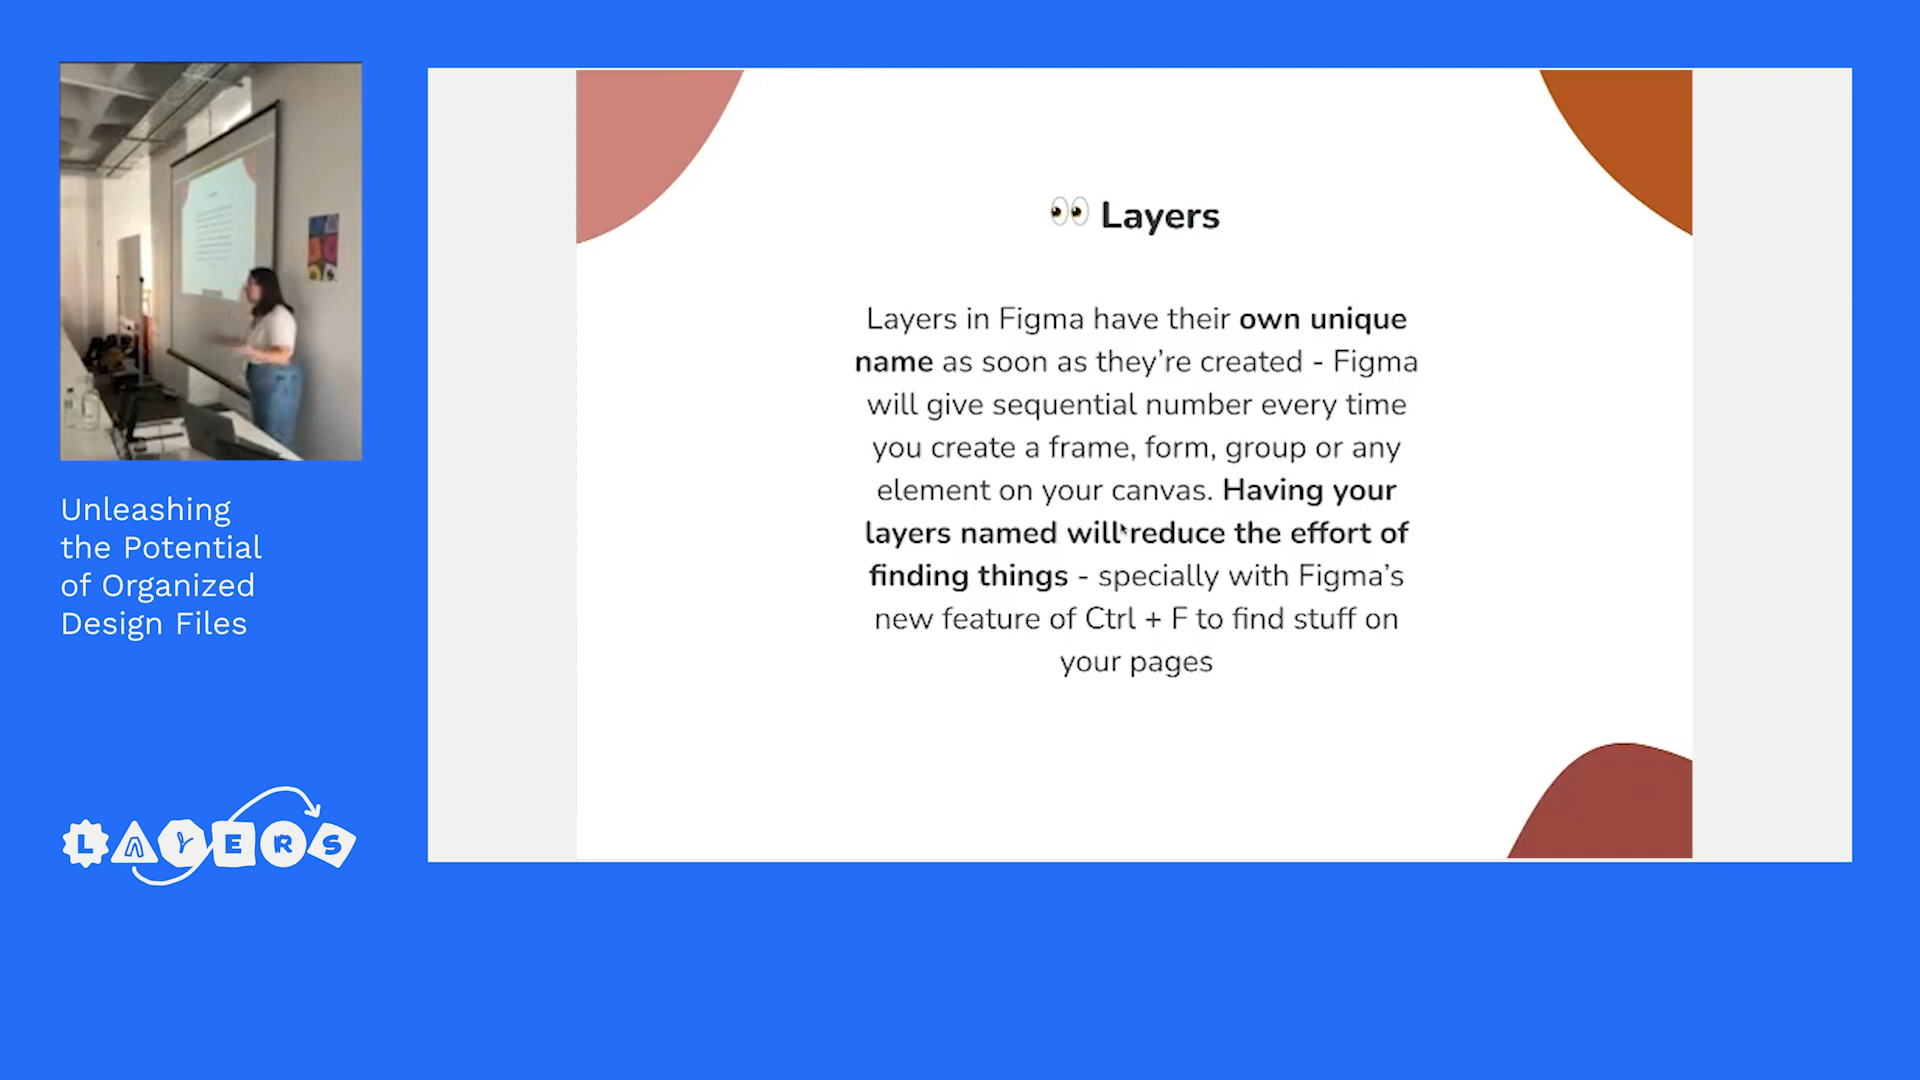 Unleashing
the Potential
of Organized
Design Files
LAYERS
👀 Layers
Layers in Figma have their own unique
name as soon as they’re created - Figma
will give sequential number every time
you create a frame, form, group or any
element on your canvas. Having your
layers named will reduce the effort of
finding things - specially with Figma’s
new feature of Ctrl + F to find stuff on
your pages